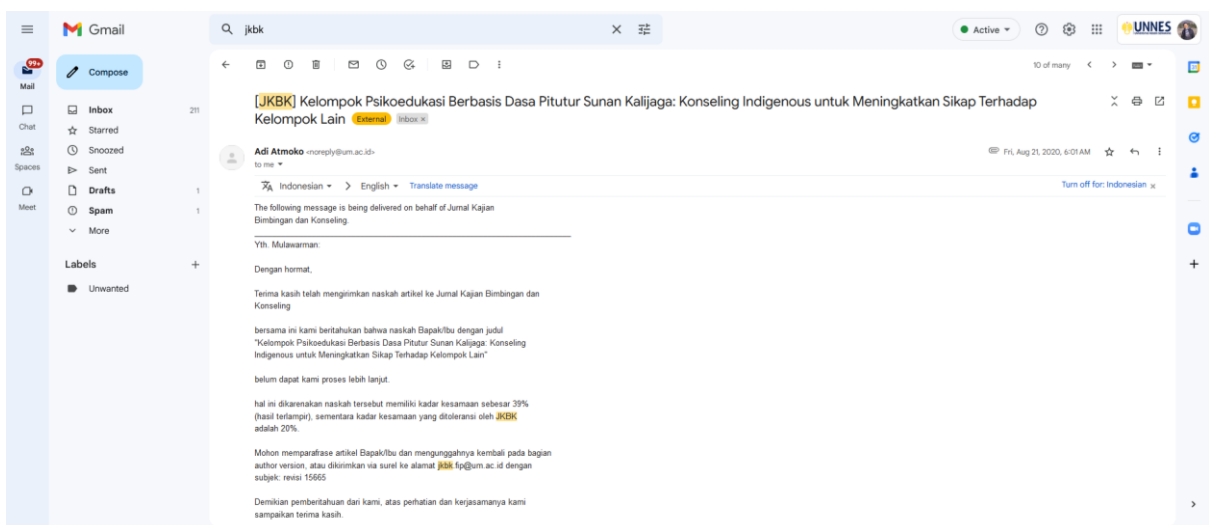 Gmail
jkbk
Active
UNNES
99+
Mail
Chat
Spaces
Meet
Compose
Inbox 211
Starred
Snoozed
Sent
Drafts 1
Spam 1
More
Labels
Unwanted
10 of many
[JKBK] Kelompok Psikoedukasi Berbasis Dasa Pitutur Sunan Kalijaga: Konseling Indigenous untuk Meningkatkan Sikap Terhadap
Kelompok Lain External Inbox x
Adi Atmoko <noreply@um.ac.id> Fri, Aug 21, 2020, 6:01 AM
to me
Indonesian > English Translate message Turn off for: Indonesian x
The following message is being delivered on behalf of Jurnal Kajian
Bimbingan dan Konseling.
Yth. Mulawarman:
Dengan hormat,
Terima kasih telah mengirimkan naskah artikel ke Jurnal Kajian Bimbingan dan
Konseling
bersama ini kami beritahukan bahwa naskah Bapak/Ibu dengan judul
"Kelompok Psikoedukasi Berbasis Dasa Pitutur Sunan Kalijaga: Konseling
Indigenous untuk Meningkatkan Sikap Terhadap Kelompok Lain"
belum dapat kami proses lebih lanjut.
hal ini dikarenakan naskah tersebut memiliki kadar kesamaan sebesar 39%
(hasil terlampir), sementara kadar kesamaan yang ditoleransi oleh JKBK
adalah 20%.
Mohon memparafrase artikel Bapak/Ibu dan mengunggahnya kembali pada bagian
author version, atau dikirimkan via surel ke alamat jkbk.fip@um.ac.id dengan
subjek: revisi 15665
Demikian pemberitahuan dari kami, atas perhatian dan kerjasamanya kami
sampaikan terima kasih.